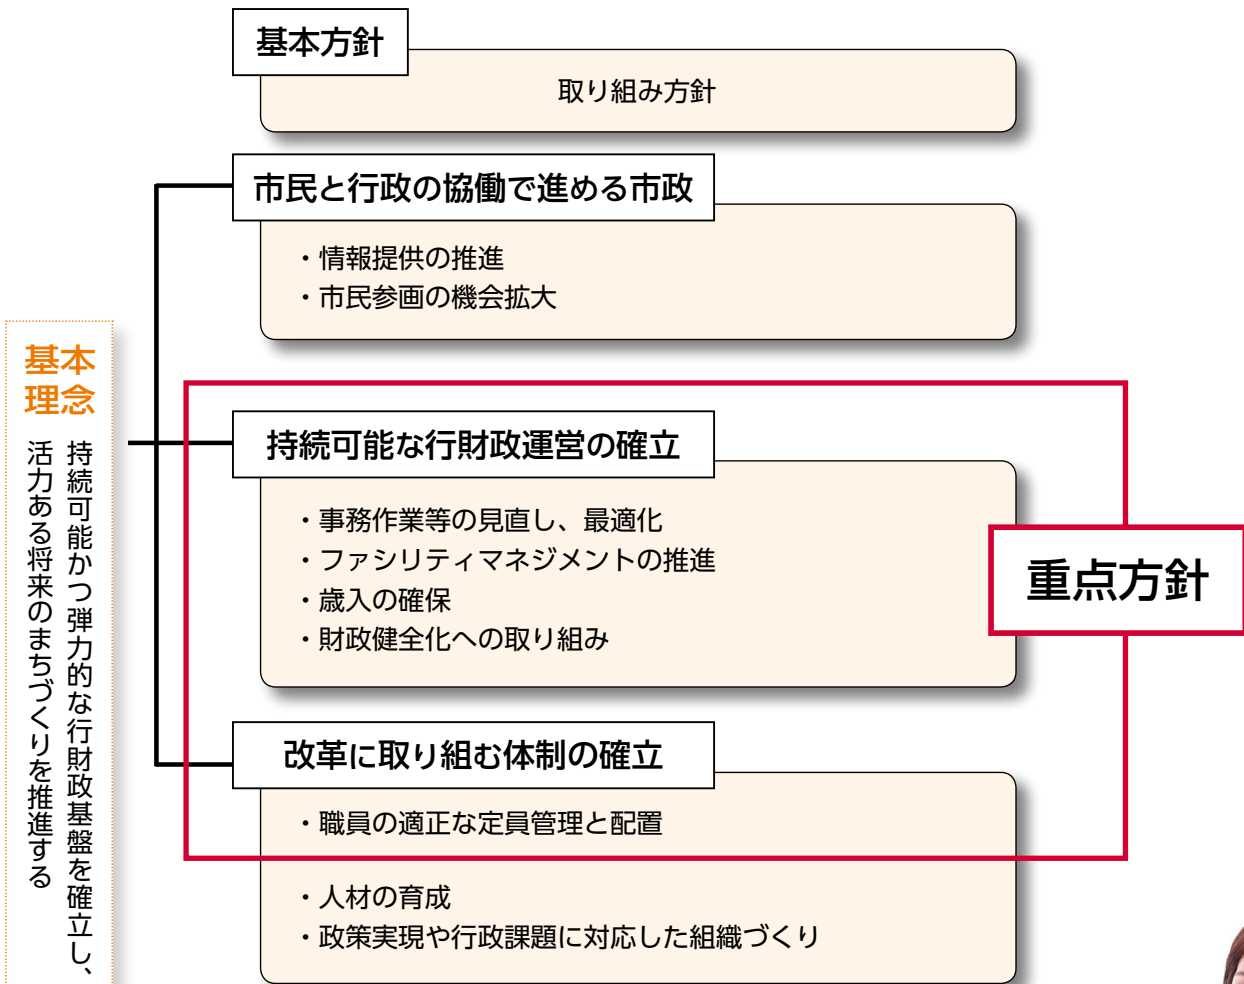 基本方針
取り組み方針
市民と行政の協働で進める市政
・情報提供の推進
・市民参画の機会拡大
基本
理念
持続可能かつ弾力的な行財政基盤を確立し、
活力ある将来のまちづくりを推進する
持続可能な行財政運営の確立
・事務作業等の見直し、最適化
・ファシリティマネジメントの推進
・歳入の確保
・財政健全化への取り組み
重点方針
改革に取り組む体制の確立
・職員の適正な定員管理と配置
・人材の育成
・政策実現や行政課題に対応した組織づくり